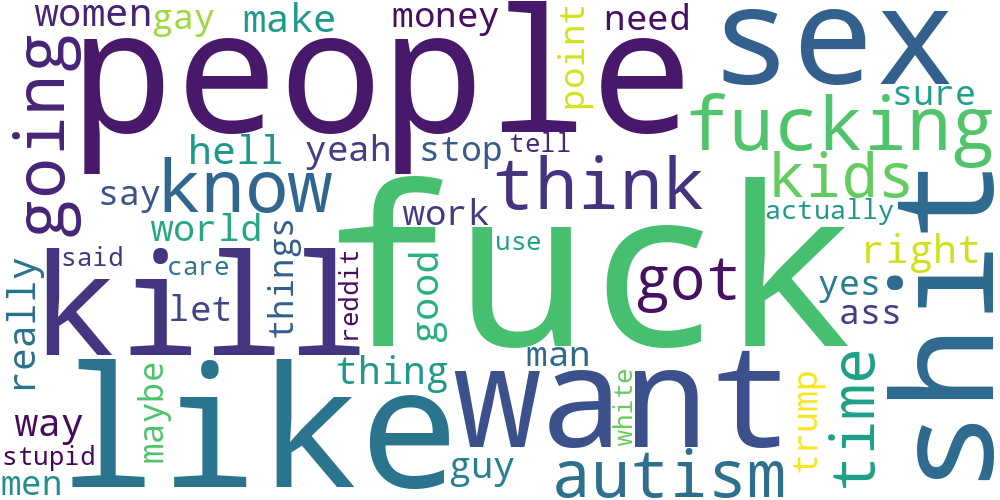 women
gay
make
money
point
need
sex
people
going
sure
fucking
hell
yeah
stop
tell
think
kids
say
know
work
actually
shit
world
said
care
things
use
fuck
right
kill
let
reddit
good
got
yes
ass
really
like
thing
man
want
white
trump
time
maybe
way
stupid
men
guy
autism